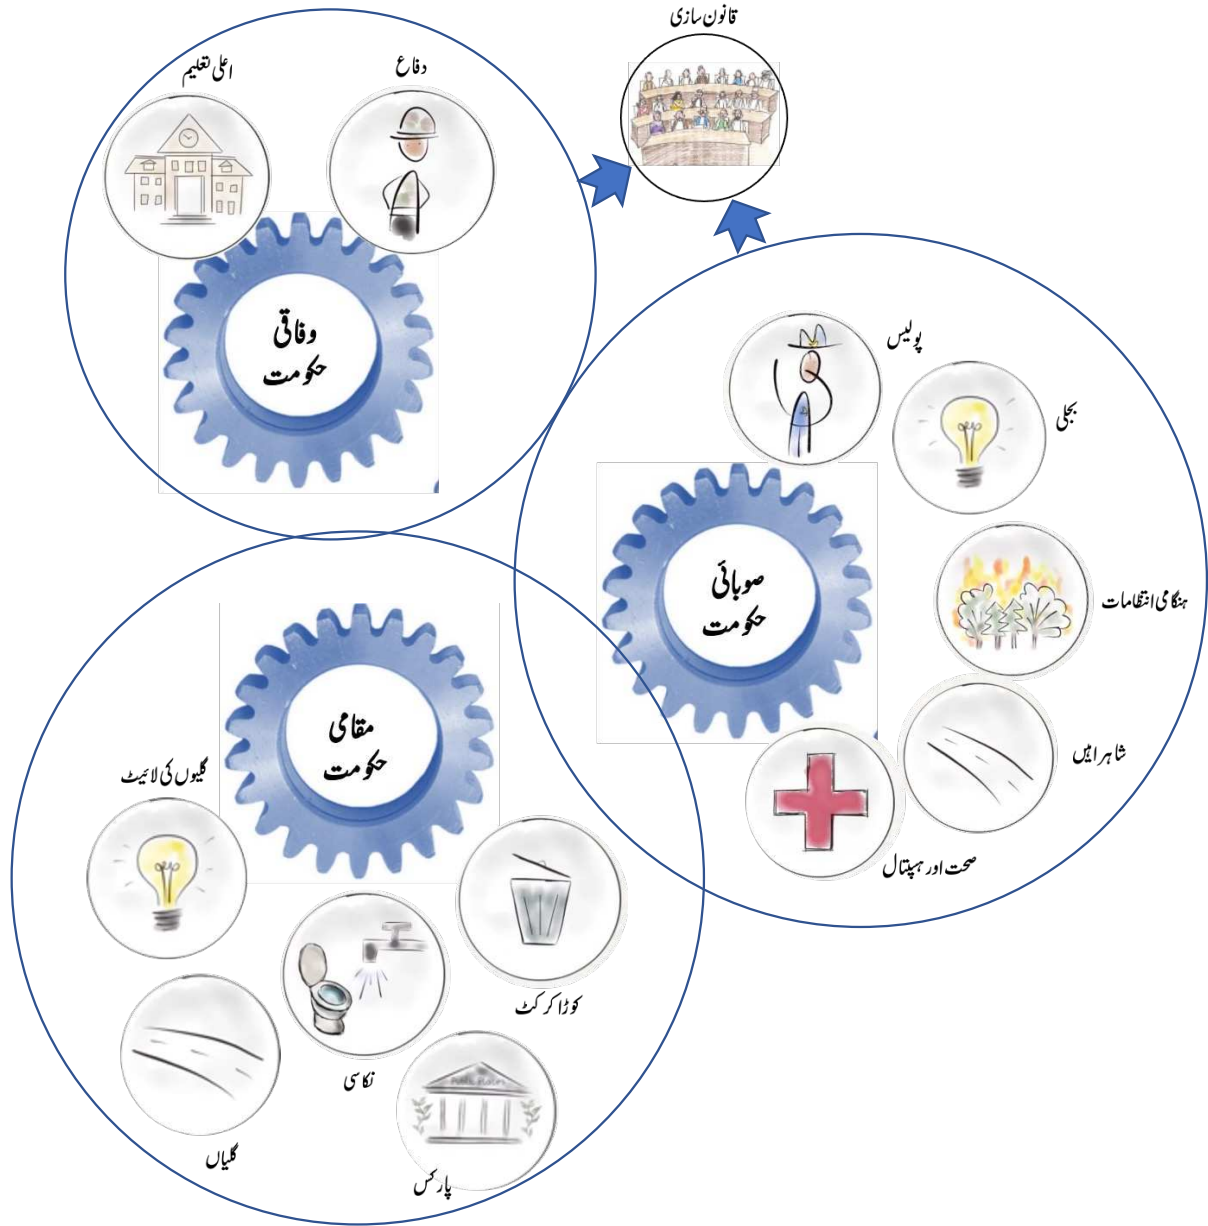 قانون سازی
دفاع
اعلی تعلیم
وفاقی
حکومت
پولیس
بجلی
صوبائی
حکومت
ہنگامی انتظامات
شاہراہیں
صحت اور ہسپتال
مقامی
حکومت
گلیوں کی لائیٹ
کوڑا کرکٹ
نکاسی
گلیاں
پارکس